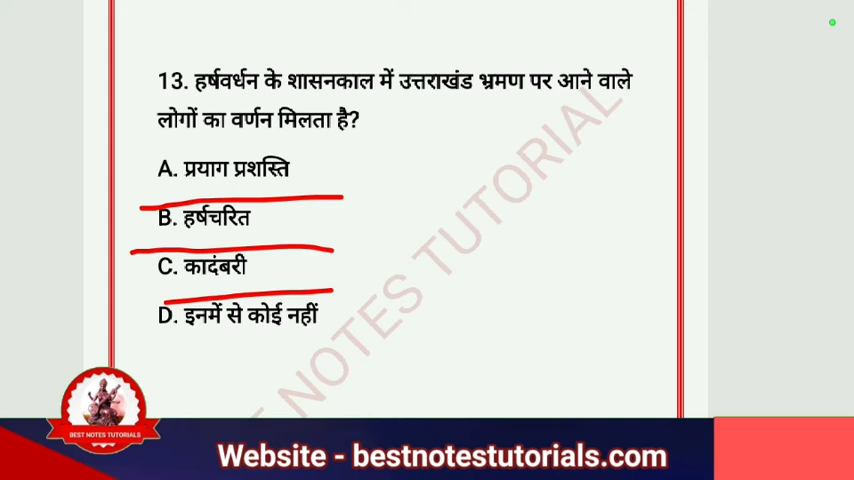 13. हर्षवर्धन के शासनकाल में उत्तराखंड भ्रमण पर आने वाले
लोगों का वर्णन मिलता है?
A. प्रयाग प्रशस्ति
B. हर्षचरित
C. कादंबरी
D. इनमें से कोई नहीं
T NOTES TUTORIAL
BEST NOTES TUTORIALS
Website - bestnotestutorials.com